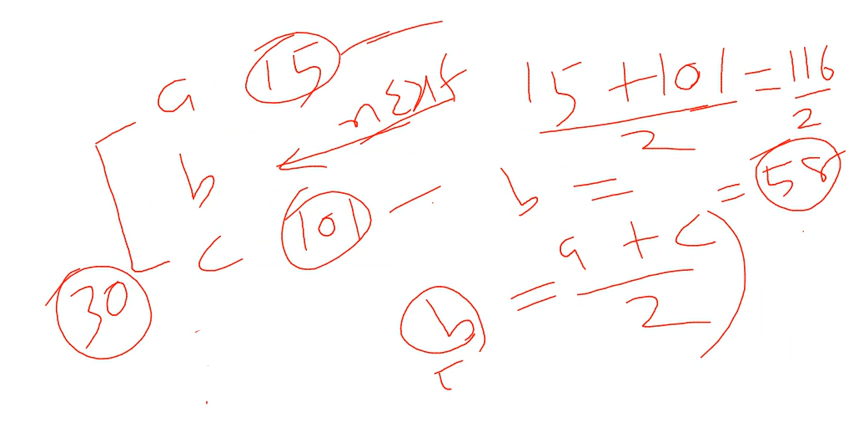 a 15
next
b
c 101
30
15 + 101 = 116
2 2
b = = 58
b = a + c
2